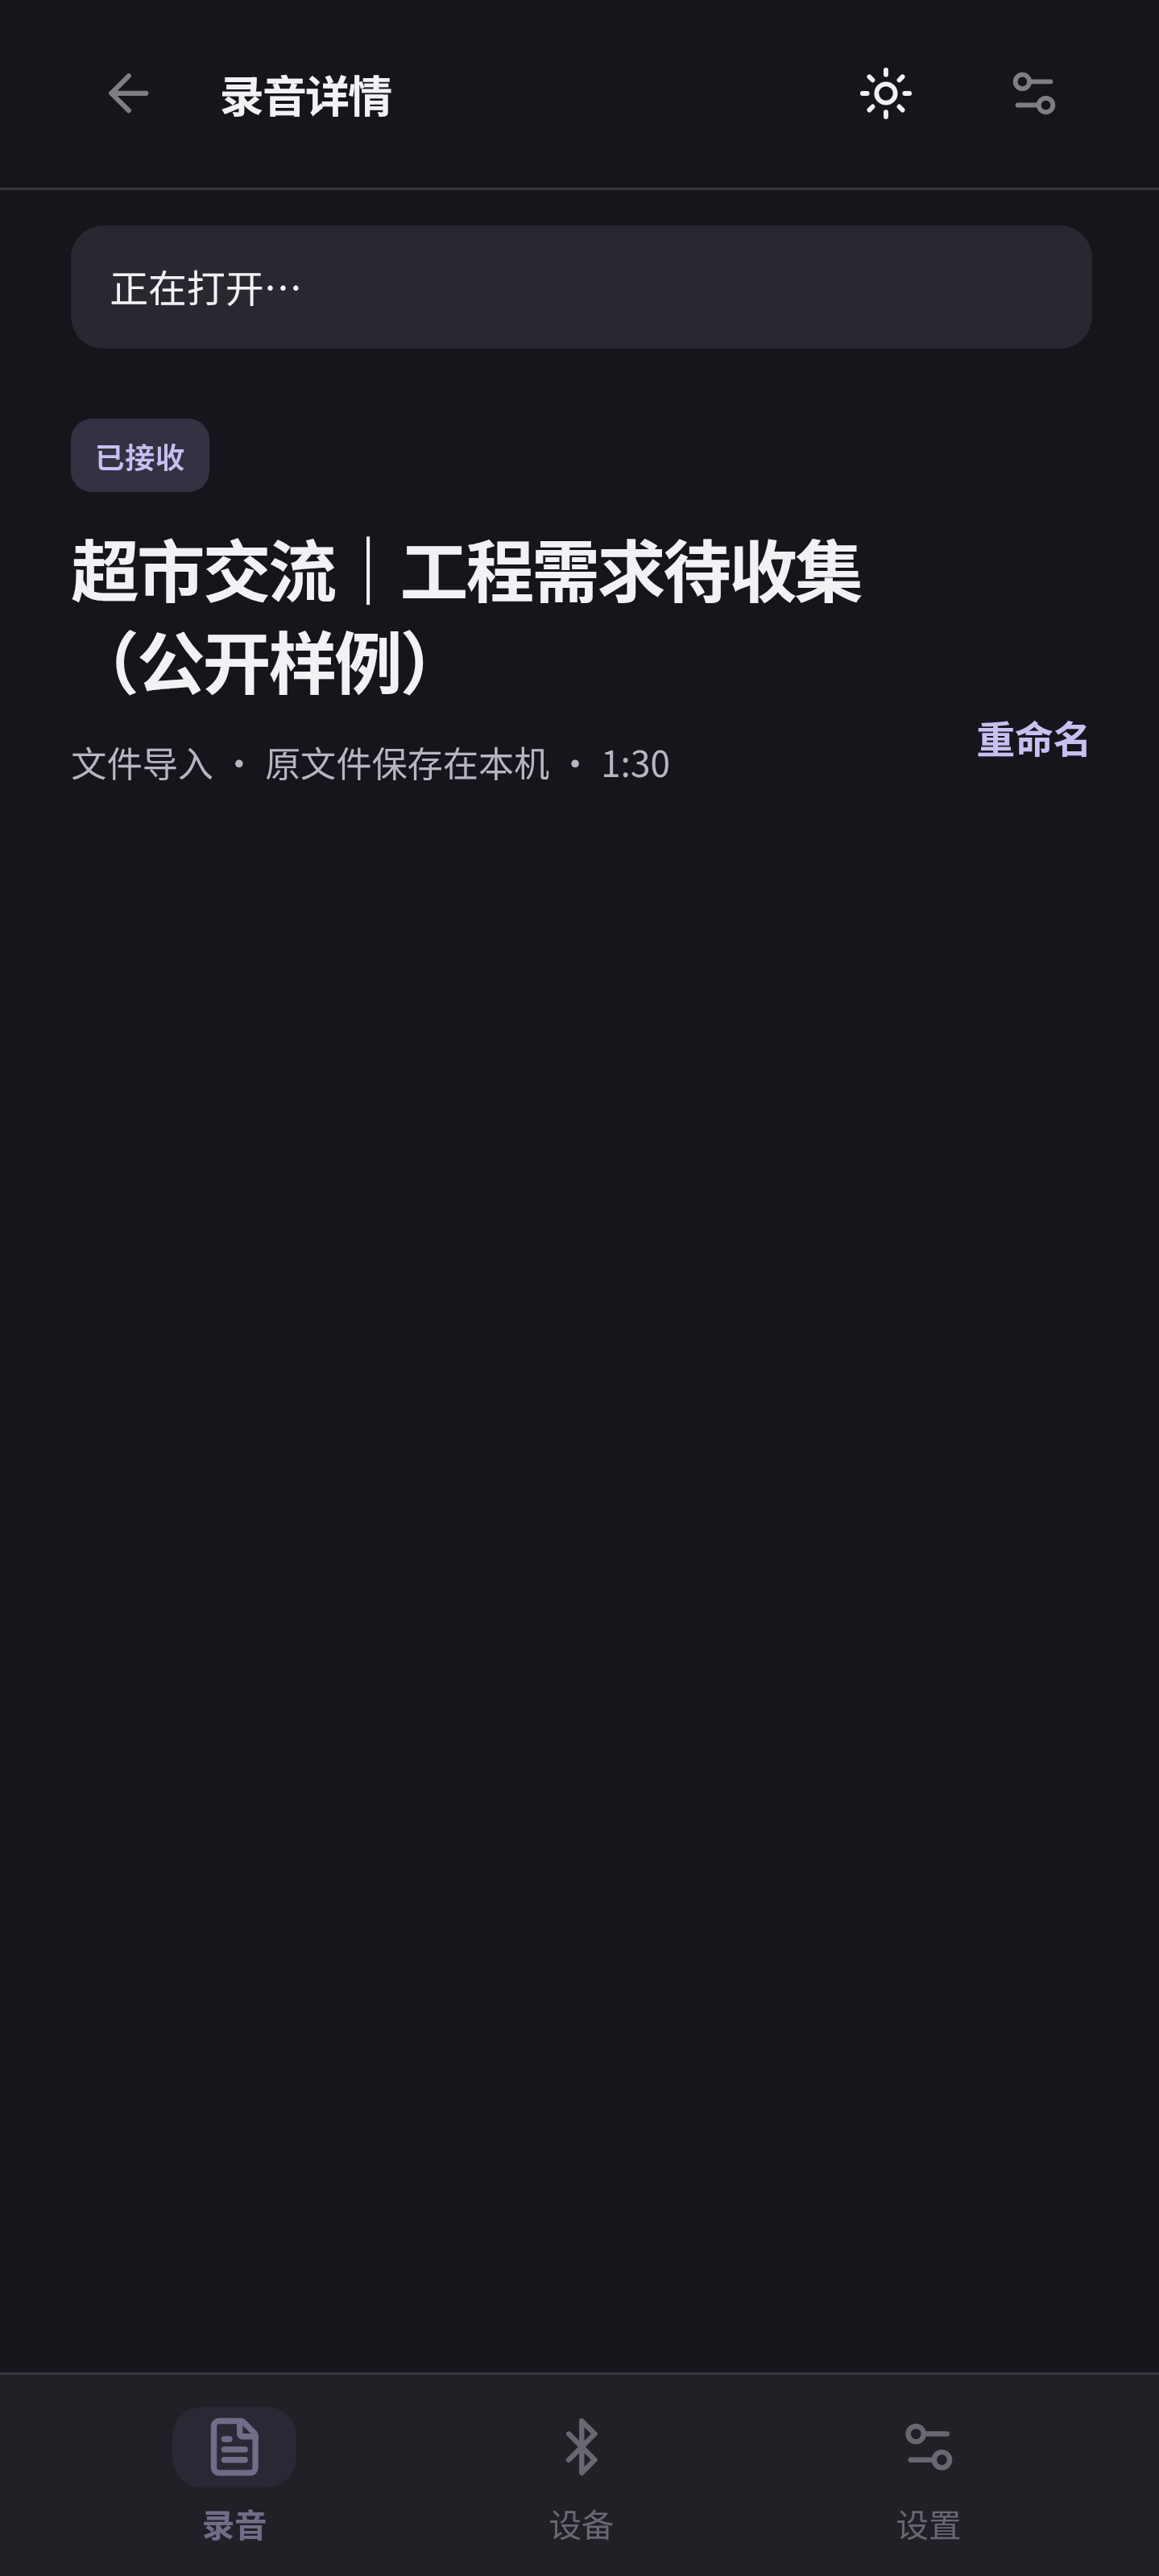 录音详情
正在打开…
已接收
超市交流｜工程需求待收集
（公开样例）
文件导入 · 原文件保存在本机 · 1:30
重命名
录音
设备
设置